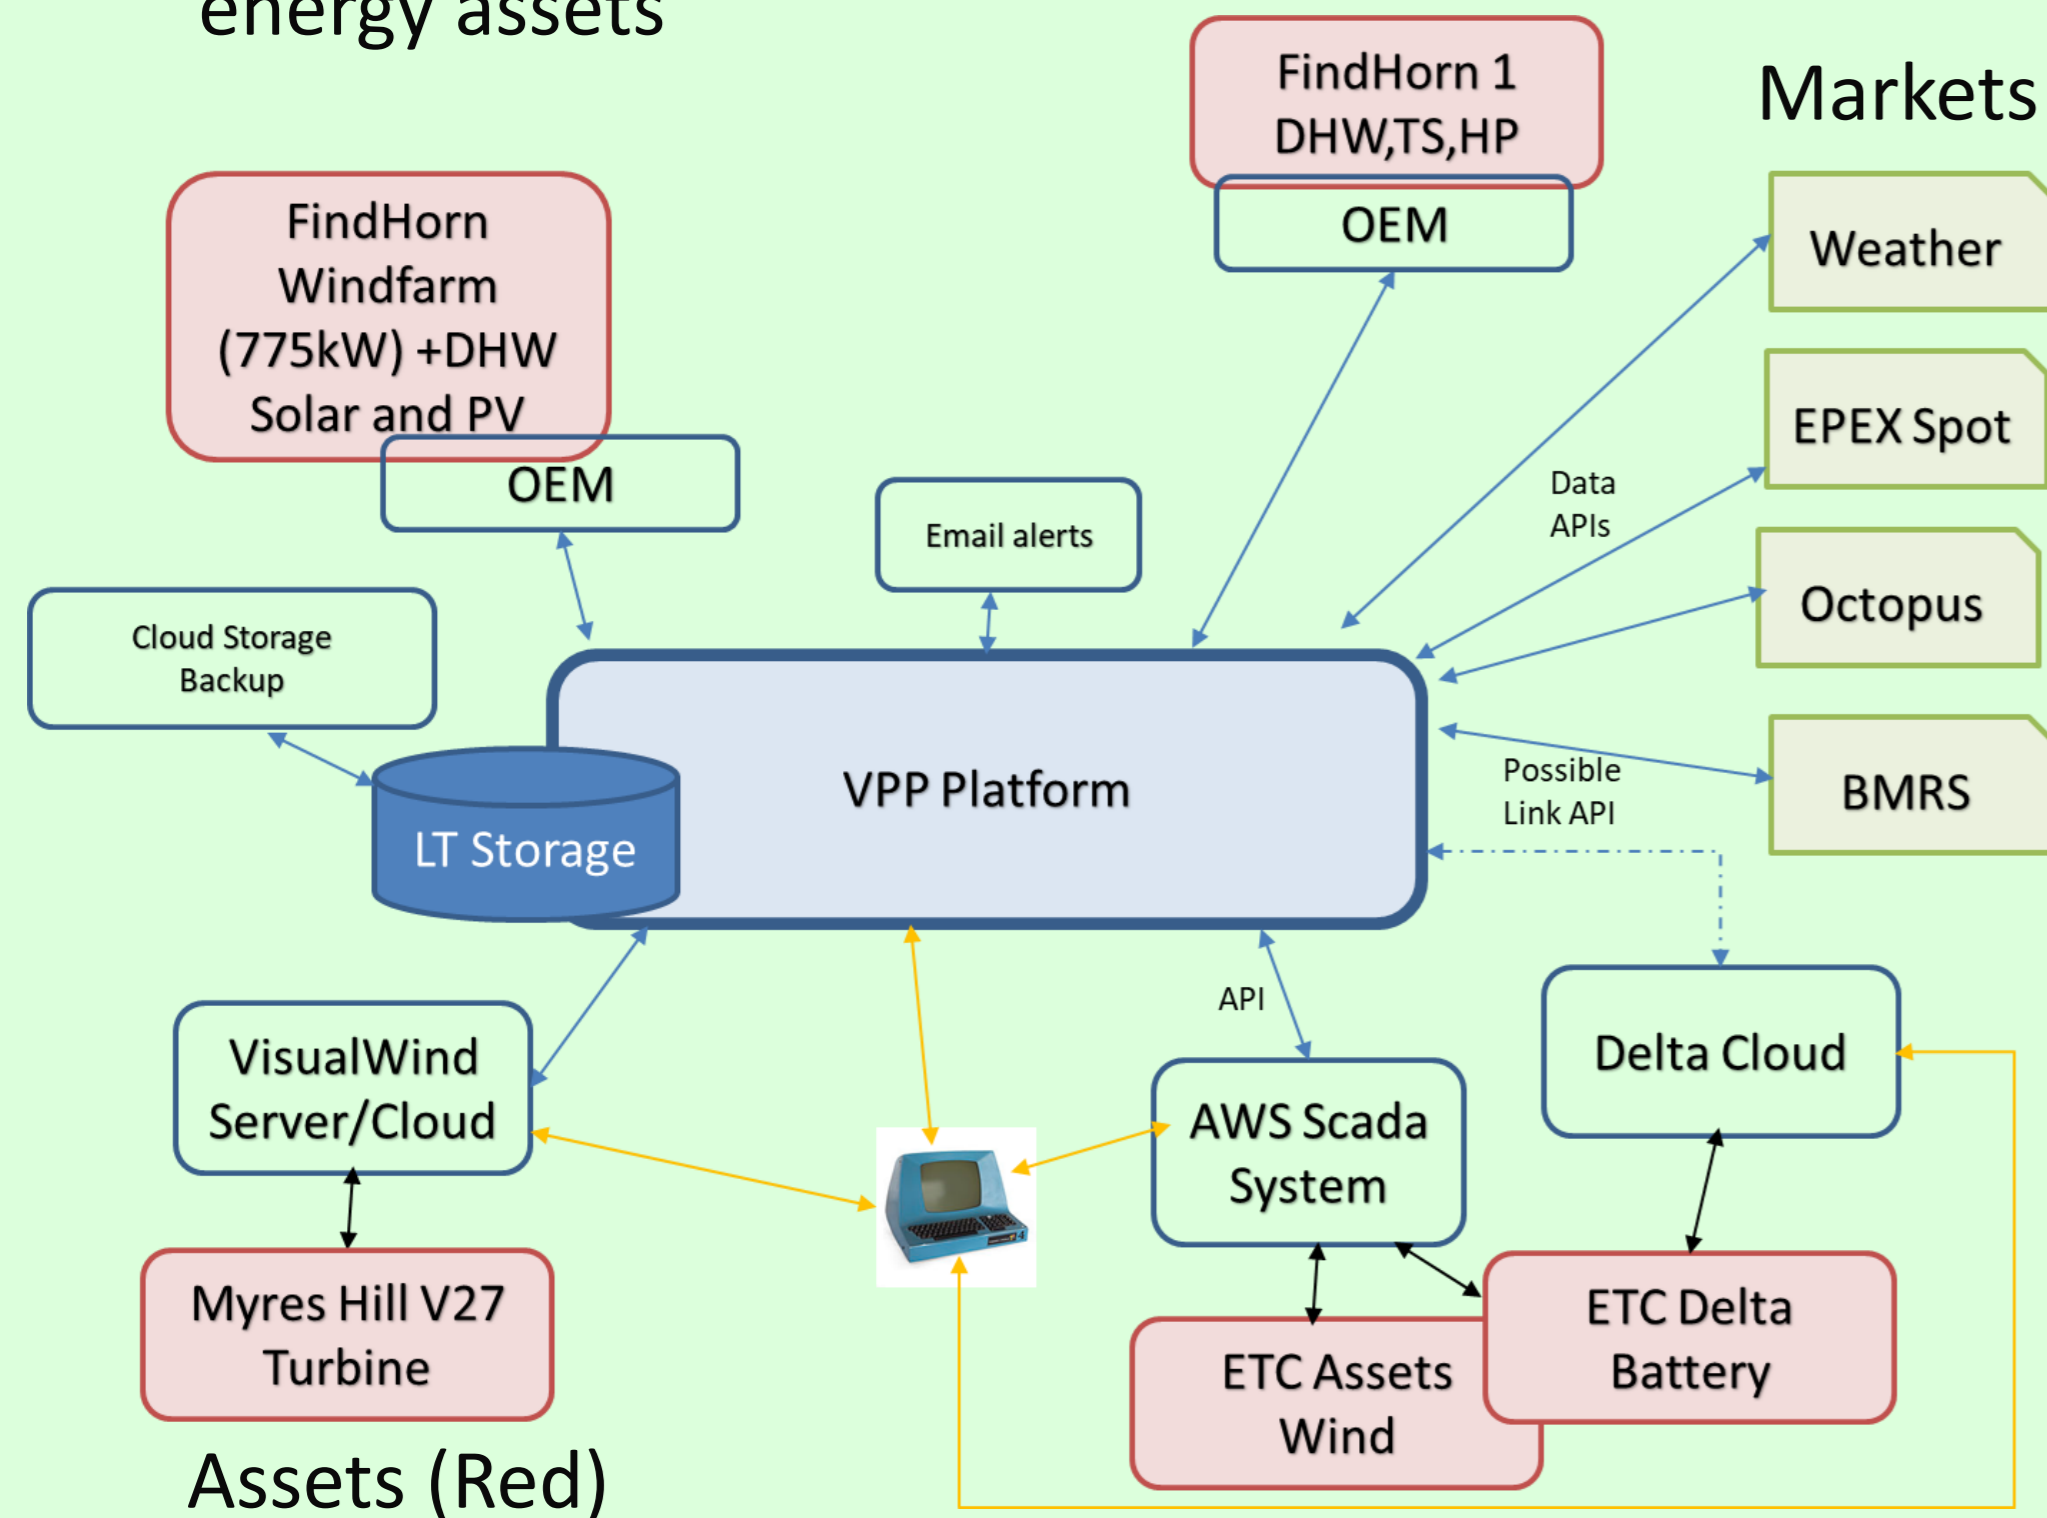 energy assets
FindHorn 1
DHW,TS,HP
OEM
Markets
FindHorn
Windfarm
(775kW) +DHW
Solar and PV
OEM
Weather
EPEX Spot
Data
APIs
Email alerts
Octopus
Cloud Storage
Backup
VPP Platform
LT Storage
Possible
Link API
BMRS
API
VisualWind
Server/Cloud
AWS Scada
System
Delta Cloud
Myres Hill V27
Turbine
ETC Assets
Wind
ETC Delta
Battery
Assets (Red)